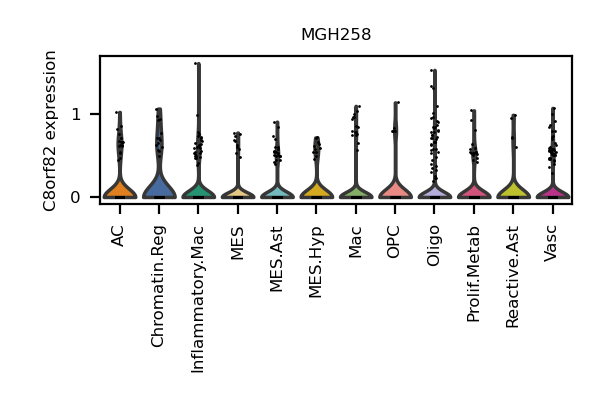 MGH258
C8orf82 expression
1
0
AC
Chromatin.Reg
Inflammatory.Mac
MES
MES.Ast
MES.Hyp
Mac
OPC
Oligo
Prolif.Metab
Reactive.Ast
Vasc